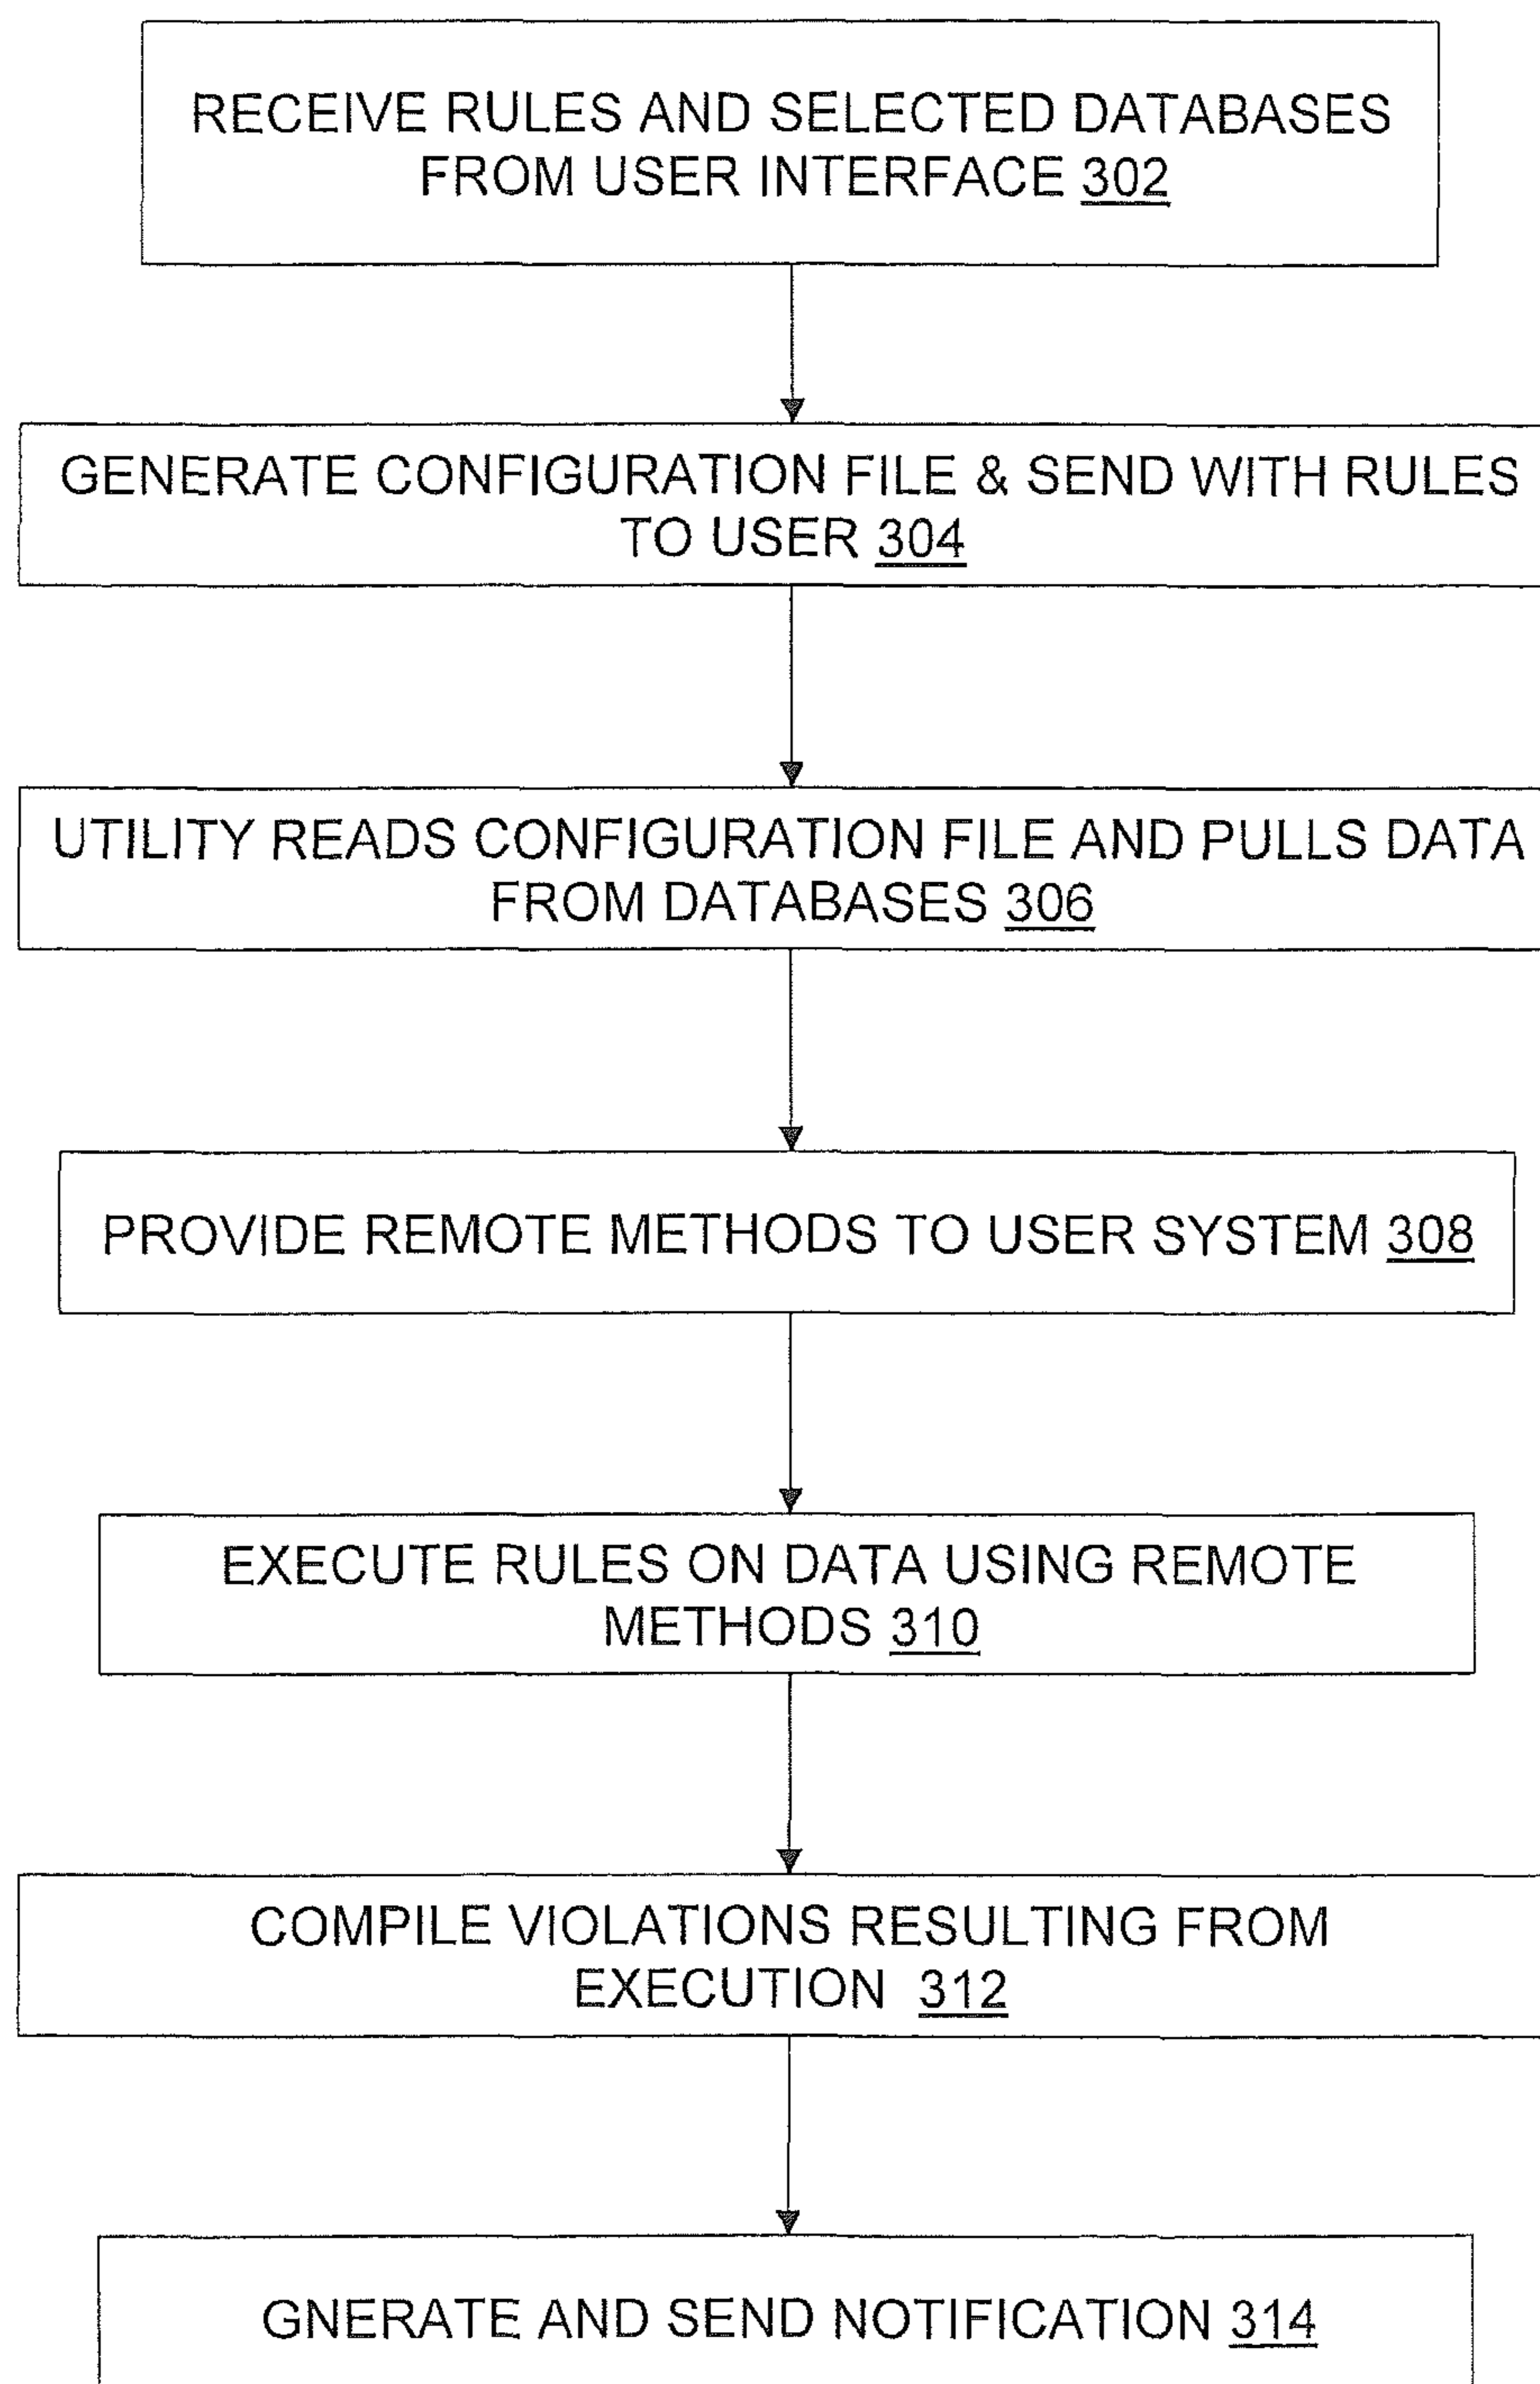 RECEIVE RULES AND SELECTED DATABASES
FROM USER INTERFACE 302
GENERATE CONFIGURATION FILE & SEND WITH RULES
TO USER 304
UTILITY READS CONFIGURATION FILE AND PULLS DATA
FROM DATABASES 306
PROVIDE REMOTE METHODS TO USER SYSTEM 308
EXECUTE RULES ON DATA USING REMOTE
METHODS 310
COMPILE VIOLATIONS RESULTING FROM
EXECUTION 312
GNERATE AND SEND NOTIFICATION 314